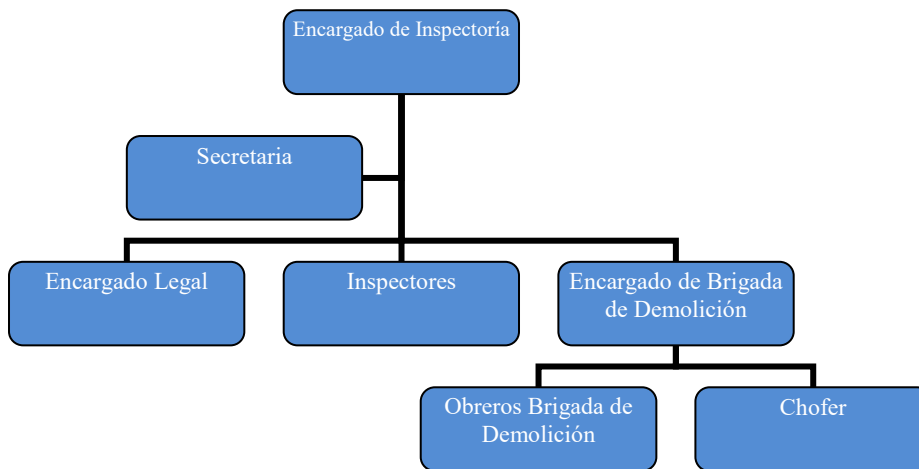 Encargado de Inspectoría
Secretaria
Encargado Legal
Inspectores
Encargado de Brigada
de Demolición
Obreros Brigada de
Demolición
Chofer